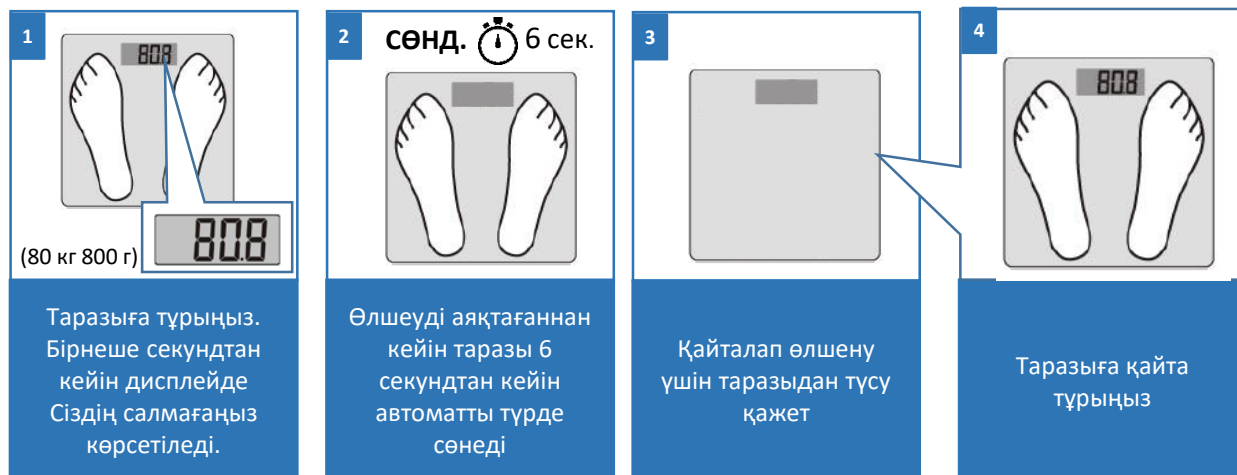 1
80.8
80.8
(80 кг 800 г)
Таразыға тұрыңыз.
Бірнеше секундтан
кейін дисплейде
Сіздің салмағаңыз
көрсетіледі.
2
СӨНД. 6 сек.
Өлшеуді аяқтағаннан
кейін таразы 6
секундтан кейін
автоматты түрде
сөнеді
3
Қайталап өлшену
үшін таразыдан түсу
қажет
4
80.8
Таразыға қайта
тұрыңыз